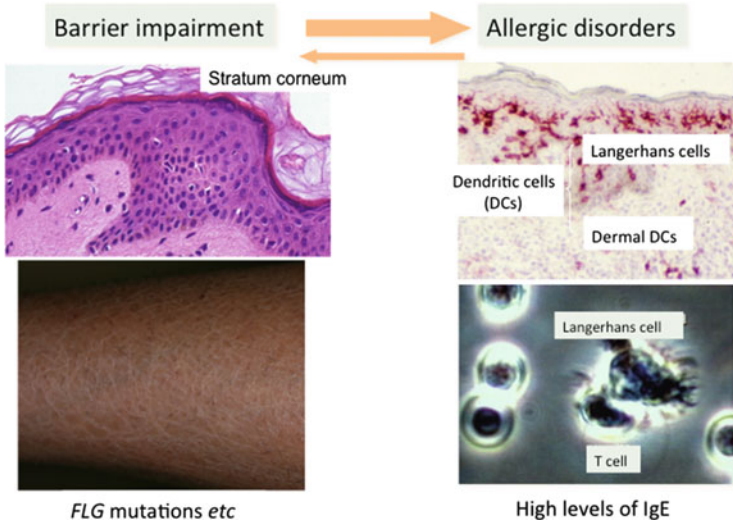 Barrier impairment
Allergic disorders
Stratum corneum
Langerhans cells
Dendritic cells
(DCs)
Dermal DCs
Langerhans cell
T cell
FLG mutations etc
High levels of IgE